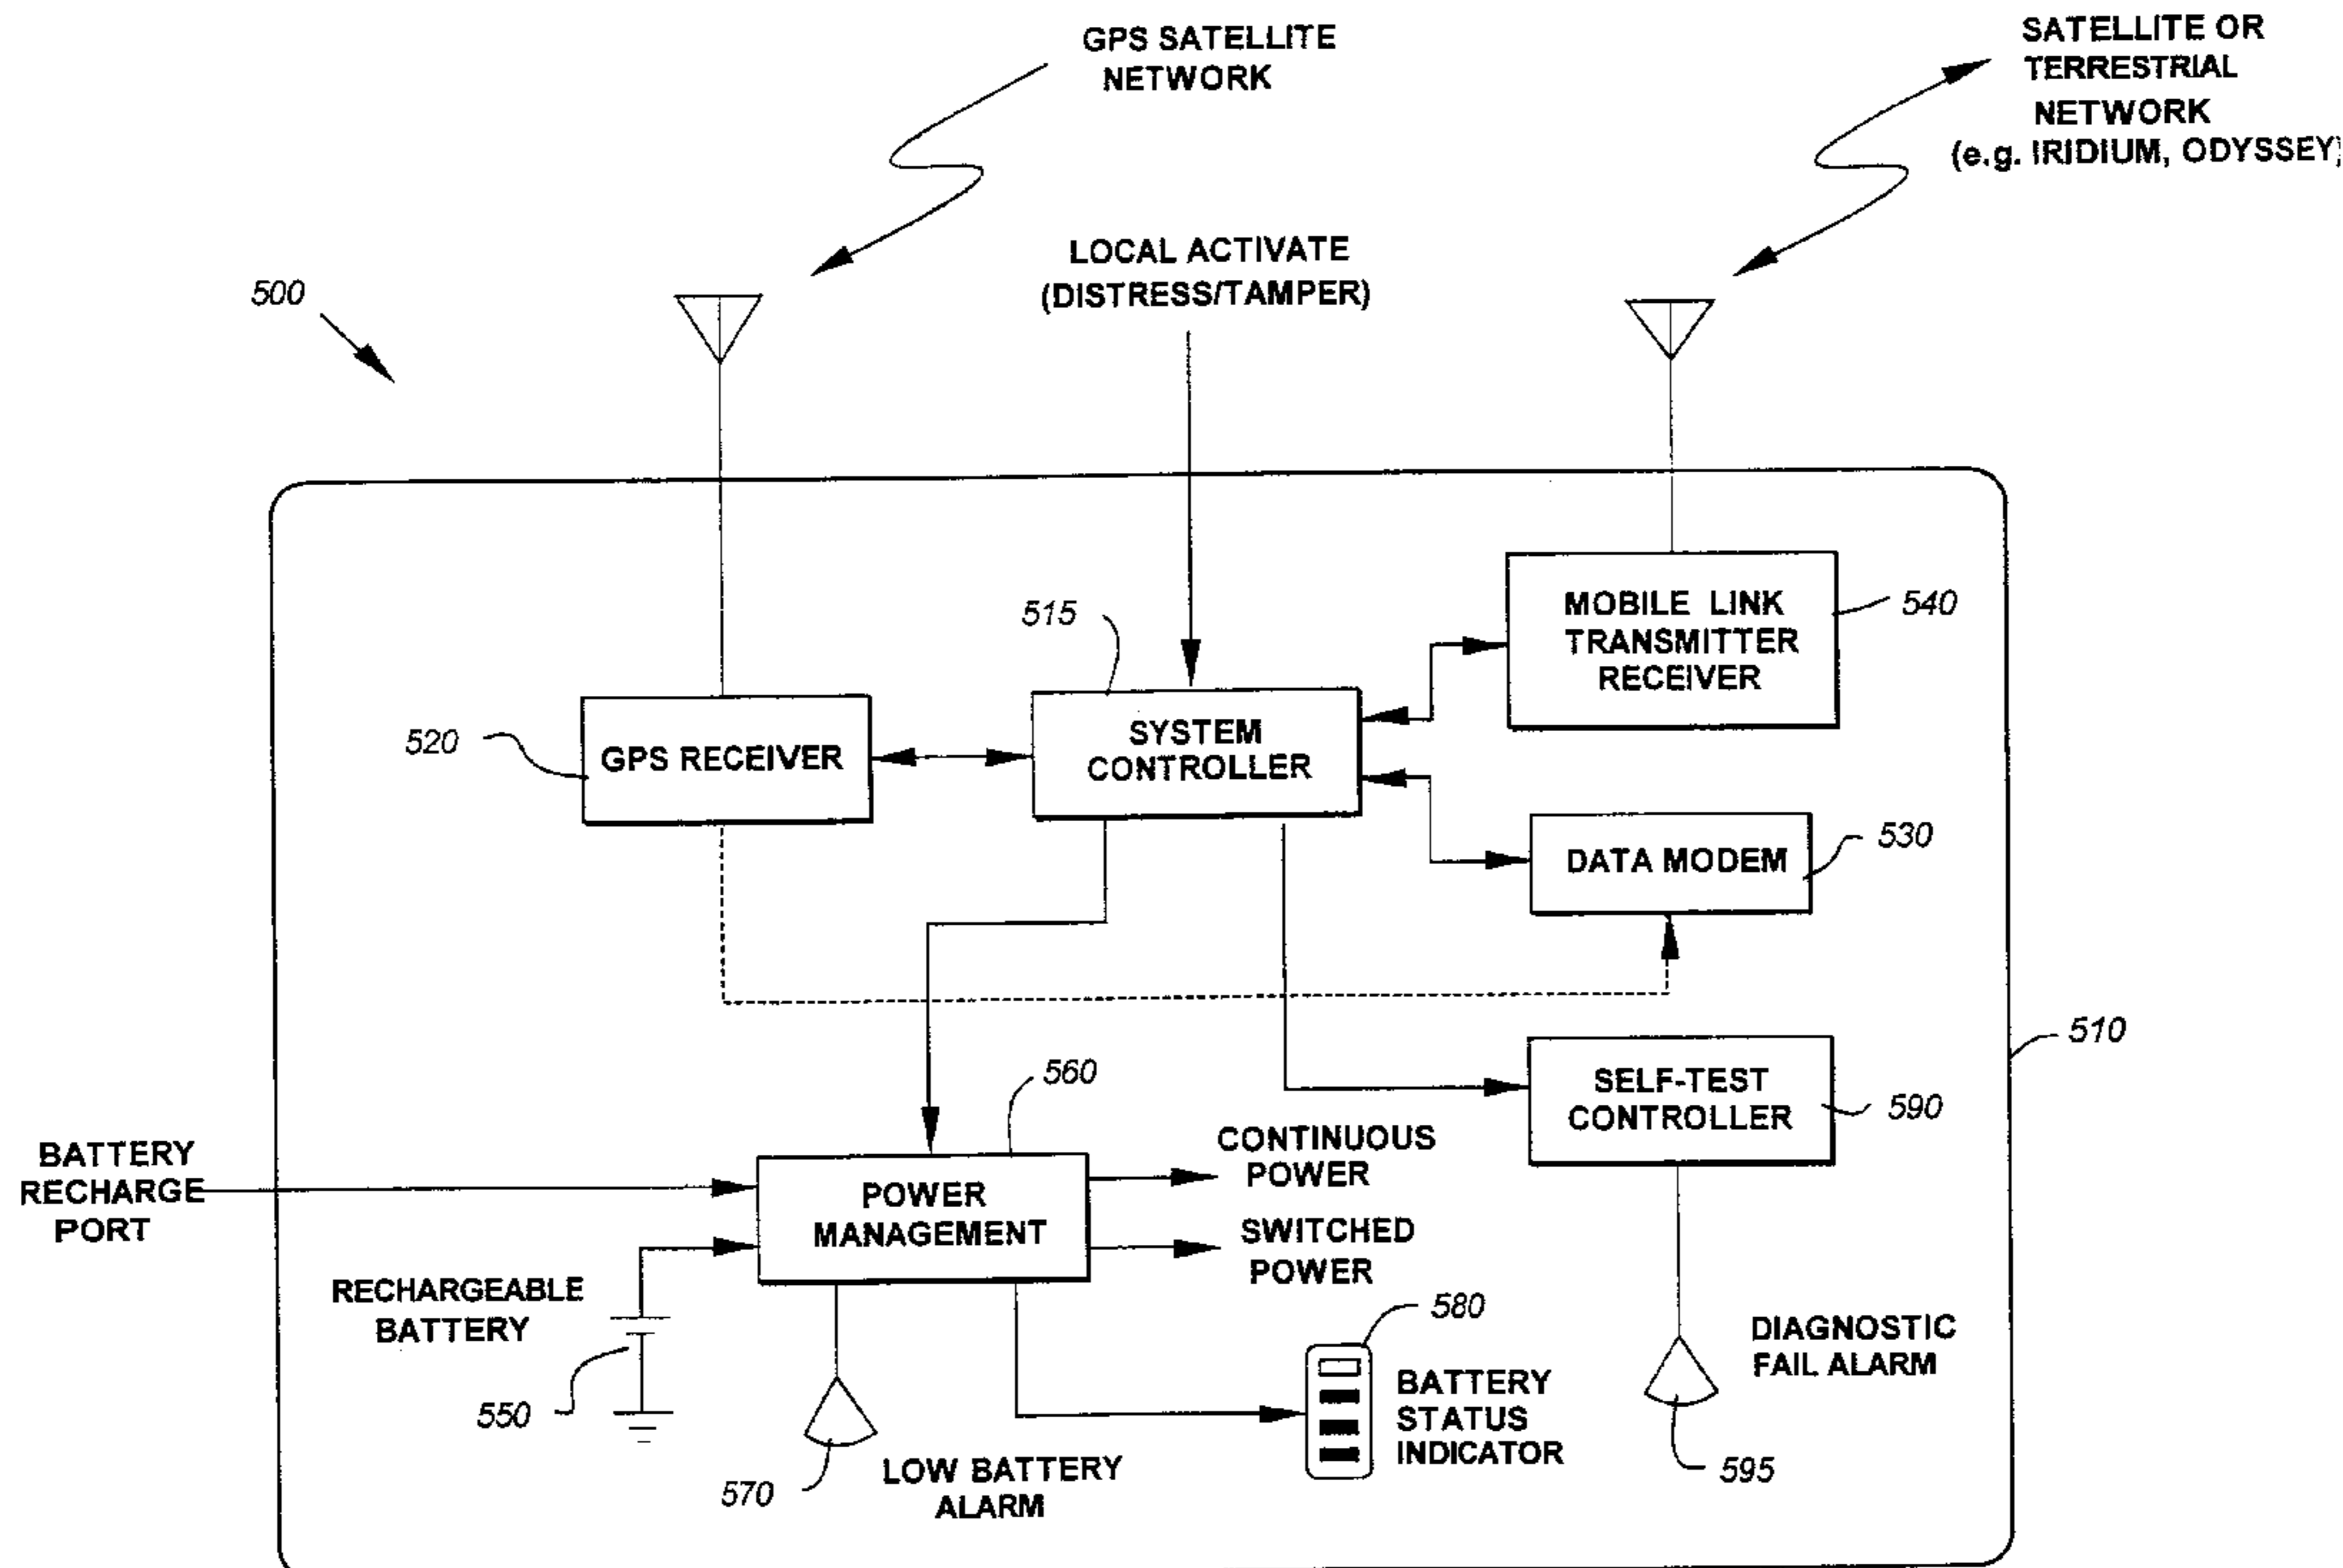 GPS SATELLITE
NETWORK
SATELLITE OR
TERRESTRIAL
NETWORK
(e.g. IRIDIUM, ODYSSEY)
LOCAL ACTIVATE
(DISTRESS/TAMPER)
500
515
MOBILE LINK
TRANSMITTER
RECEIVER
540
520
GPS RECEIVER
SYSTEM
CONTROLLER
DATA MODEM
530
510
560
SELF-TEST
CONTROLLER
590
BATTERY
RECHARGE
PORT
POWER
MANAGEMENT
CONTINUOUS
POWER
SWITCHED
POWER
RECHARGEABLE
BATTERY
550
580
DIAGNOSTIC
FAIL ALARM
BATTERY
STATUS
INDICATOR
570
LOW BATTERY
ALARM
595